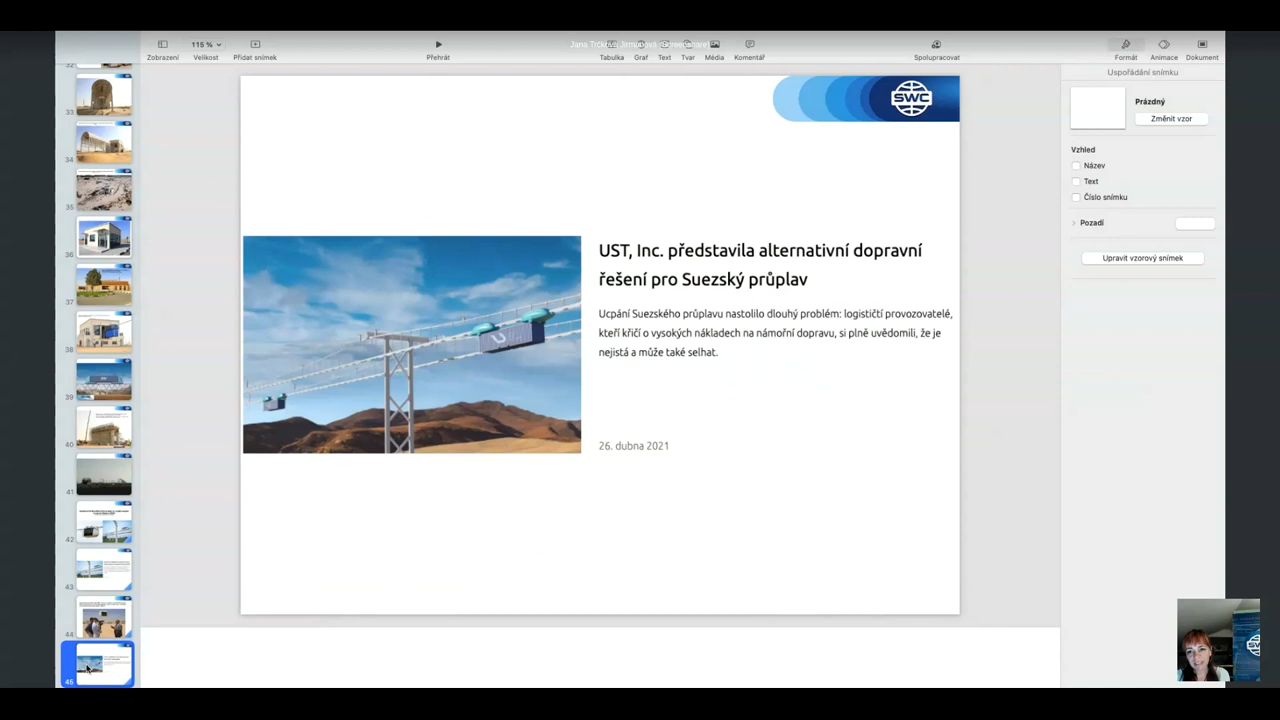 115 %
Zobrazení
Velikost
Přidat snímek
Přehrát
Tabulka
Graf
Text
Tvar
Média
Komentář
Spolupracovat
Formát
Animace
Dokument
Uspořádání snímku
Prázdný
Změnit vzor
Vzhled
Název
Text
Číslo snímku
Pozadí
Upravit vzorový snímek
SWC
UST, Inc. představila alternativní dopravní
řešení pro Suezský průplav
Ucpání Suezského průplavu nastolilo dlouhý problém: logističtí provozovatelé,
kteří křičí o vysokých nákladech na námořní dopravu, si plně uvědomili, že je
nejistá a může také selhat.
26. dubna 2021
32
33
34
35
36
37
38
39
40
41
42
43
44
45